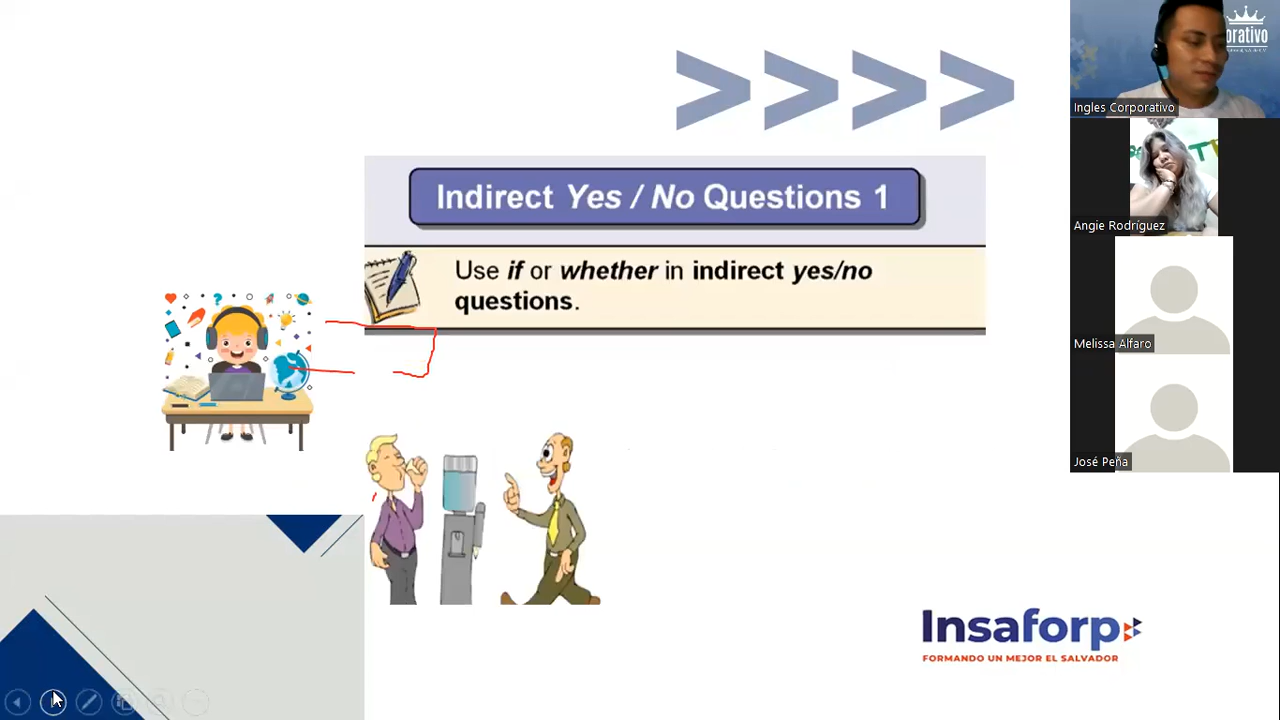 >>>>
Indirect Yes / No Questions 1
Use if or whether in indirect yes/no
questions.
Insaforp
FORMANDO UN MEJOR EL SALVADOR
orativo
Ingles Corporativo
Angie Rodríguez
Melissa Alfaro
José Peña